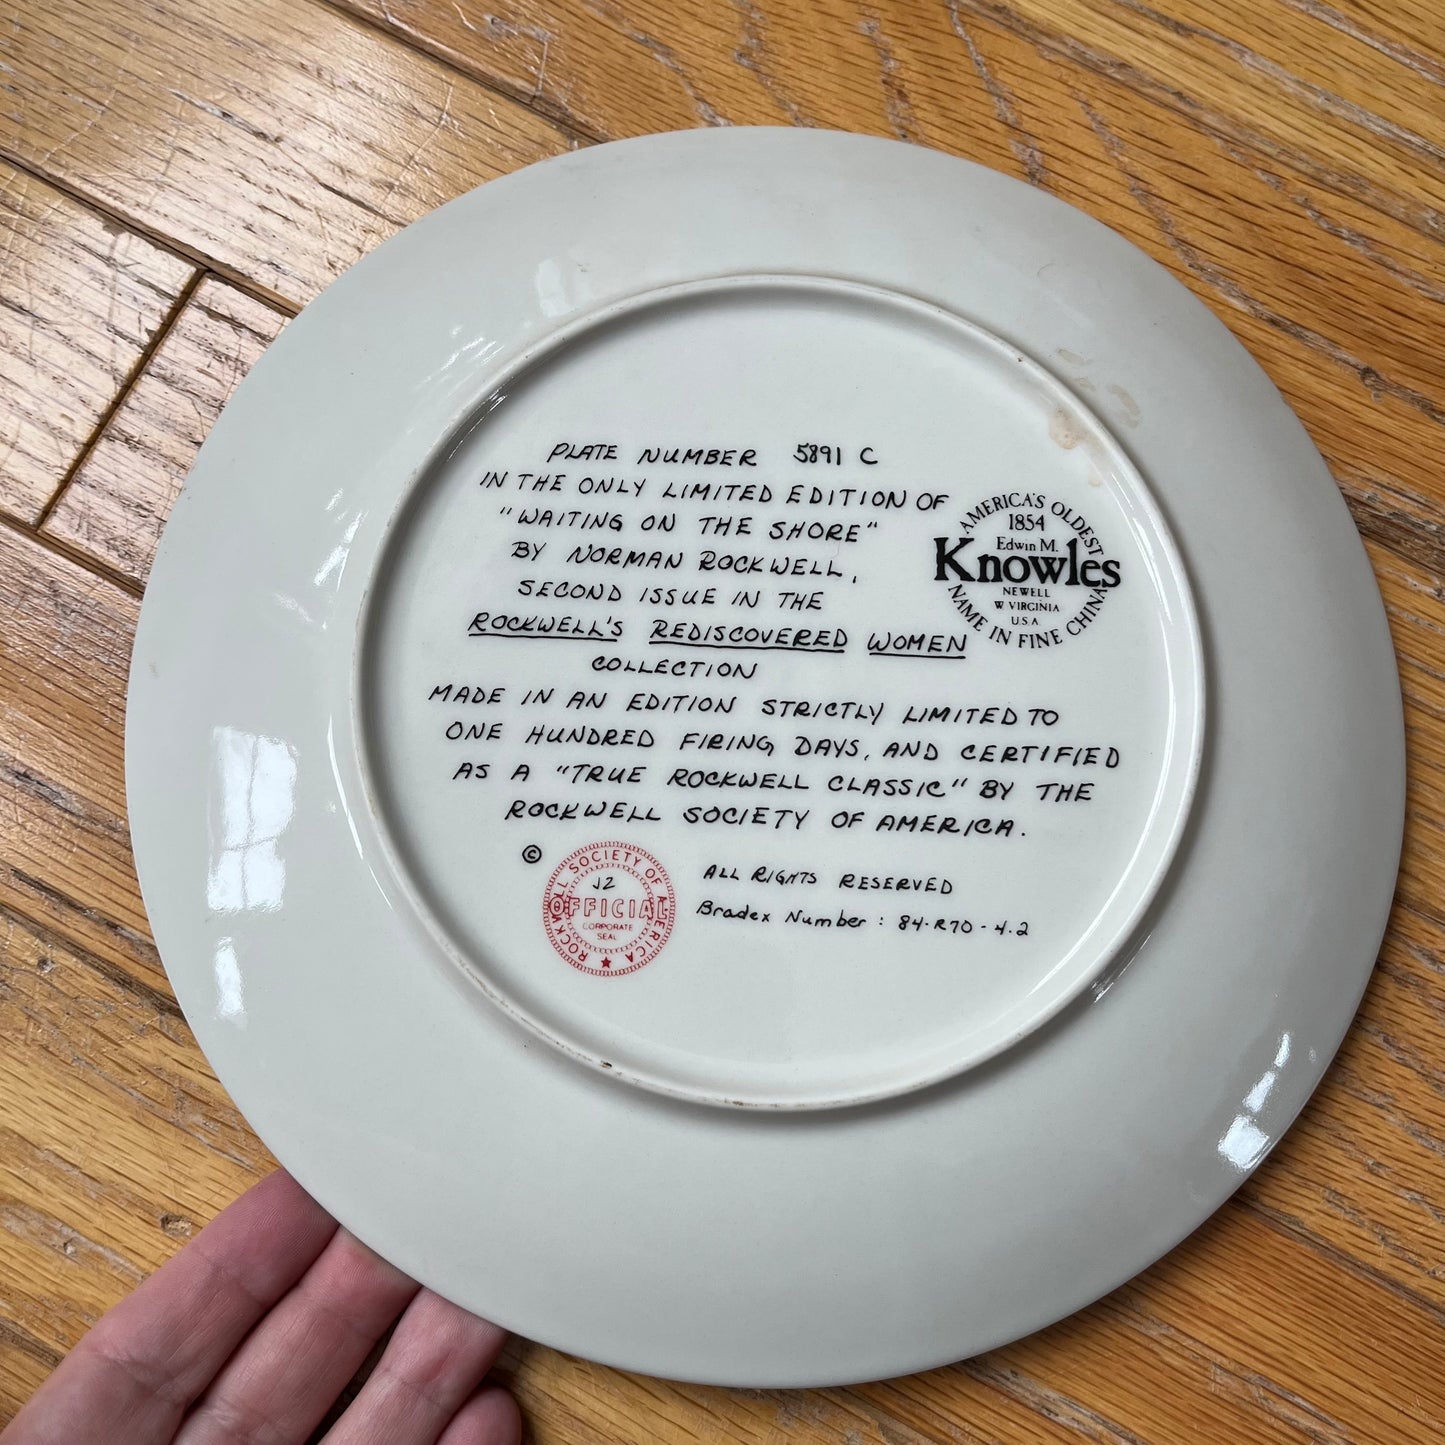 PLATE NUMBER 5891 C
IN THE ONLY LIMITED EDITION OF
"WAITING ON THE SHORE"
BY NORMAN ROCKWELL,
SECOND ISSUE IN THE
ROCKWELL'S REDISCOVERED WOMEN
COLLECTION
MADE IN AN EDITION STRICTLY LIMITED TO
ONE HUNDRED FIRING DAYS, AND CERTIFIED
AS A "TRUE ROCKWELL CLASSIC" BY THE
ROCKWELL SOCIETY OF AMERICA.
AMERICA'S OLDEST
1854
Edwin M.
Knowles
NEWELL
W VIRGINIA
U.S.A
NAME IN FINE CHINA
©
ROCKWELL SOCIETY OF AMERICA
J2
OFFICIAL
CORPORATE
SEAL
ALL RIGHTS RESERVED
Bradex Number : 84-R70-4.2